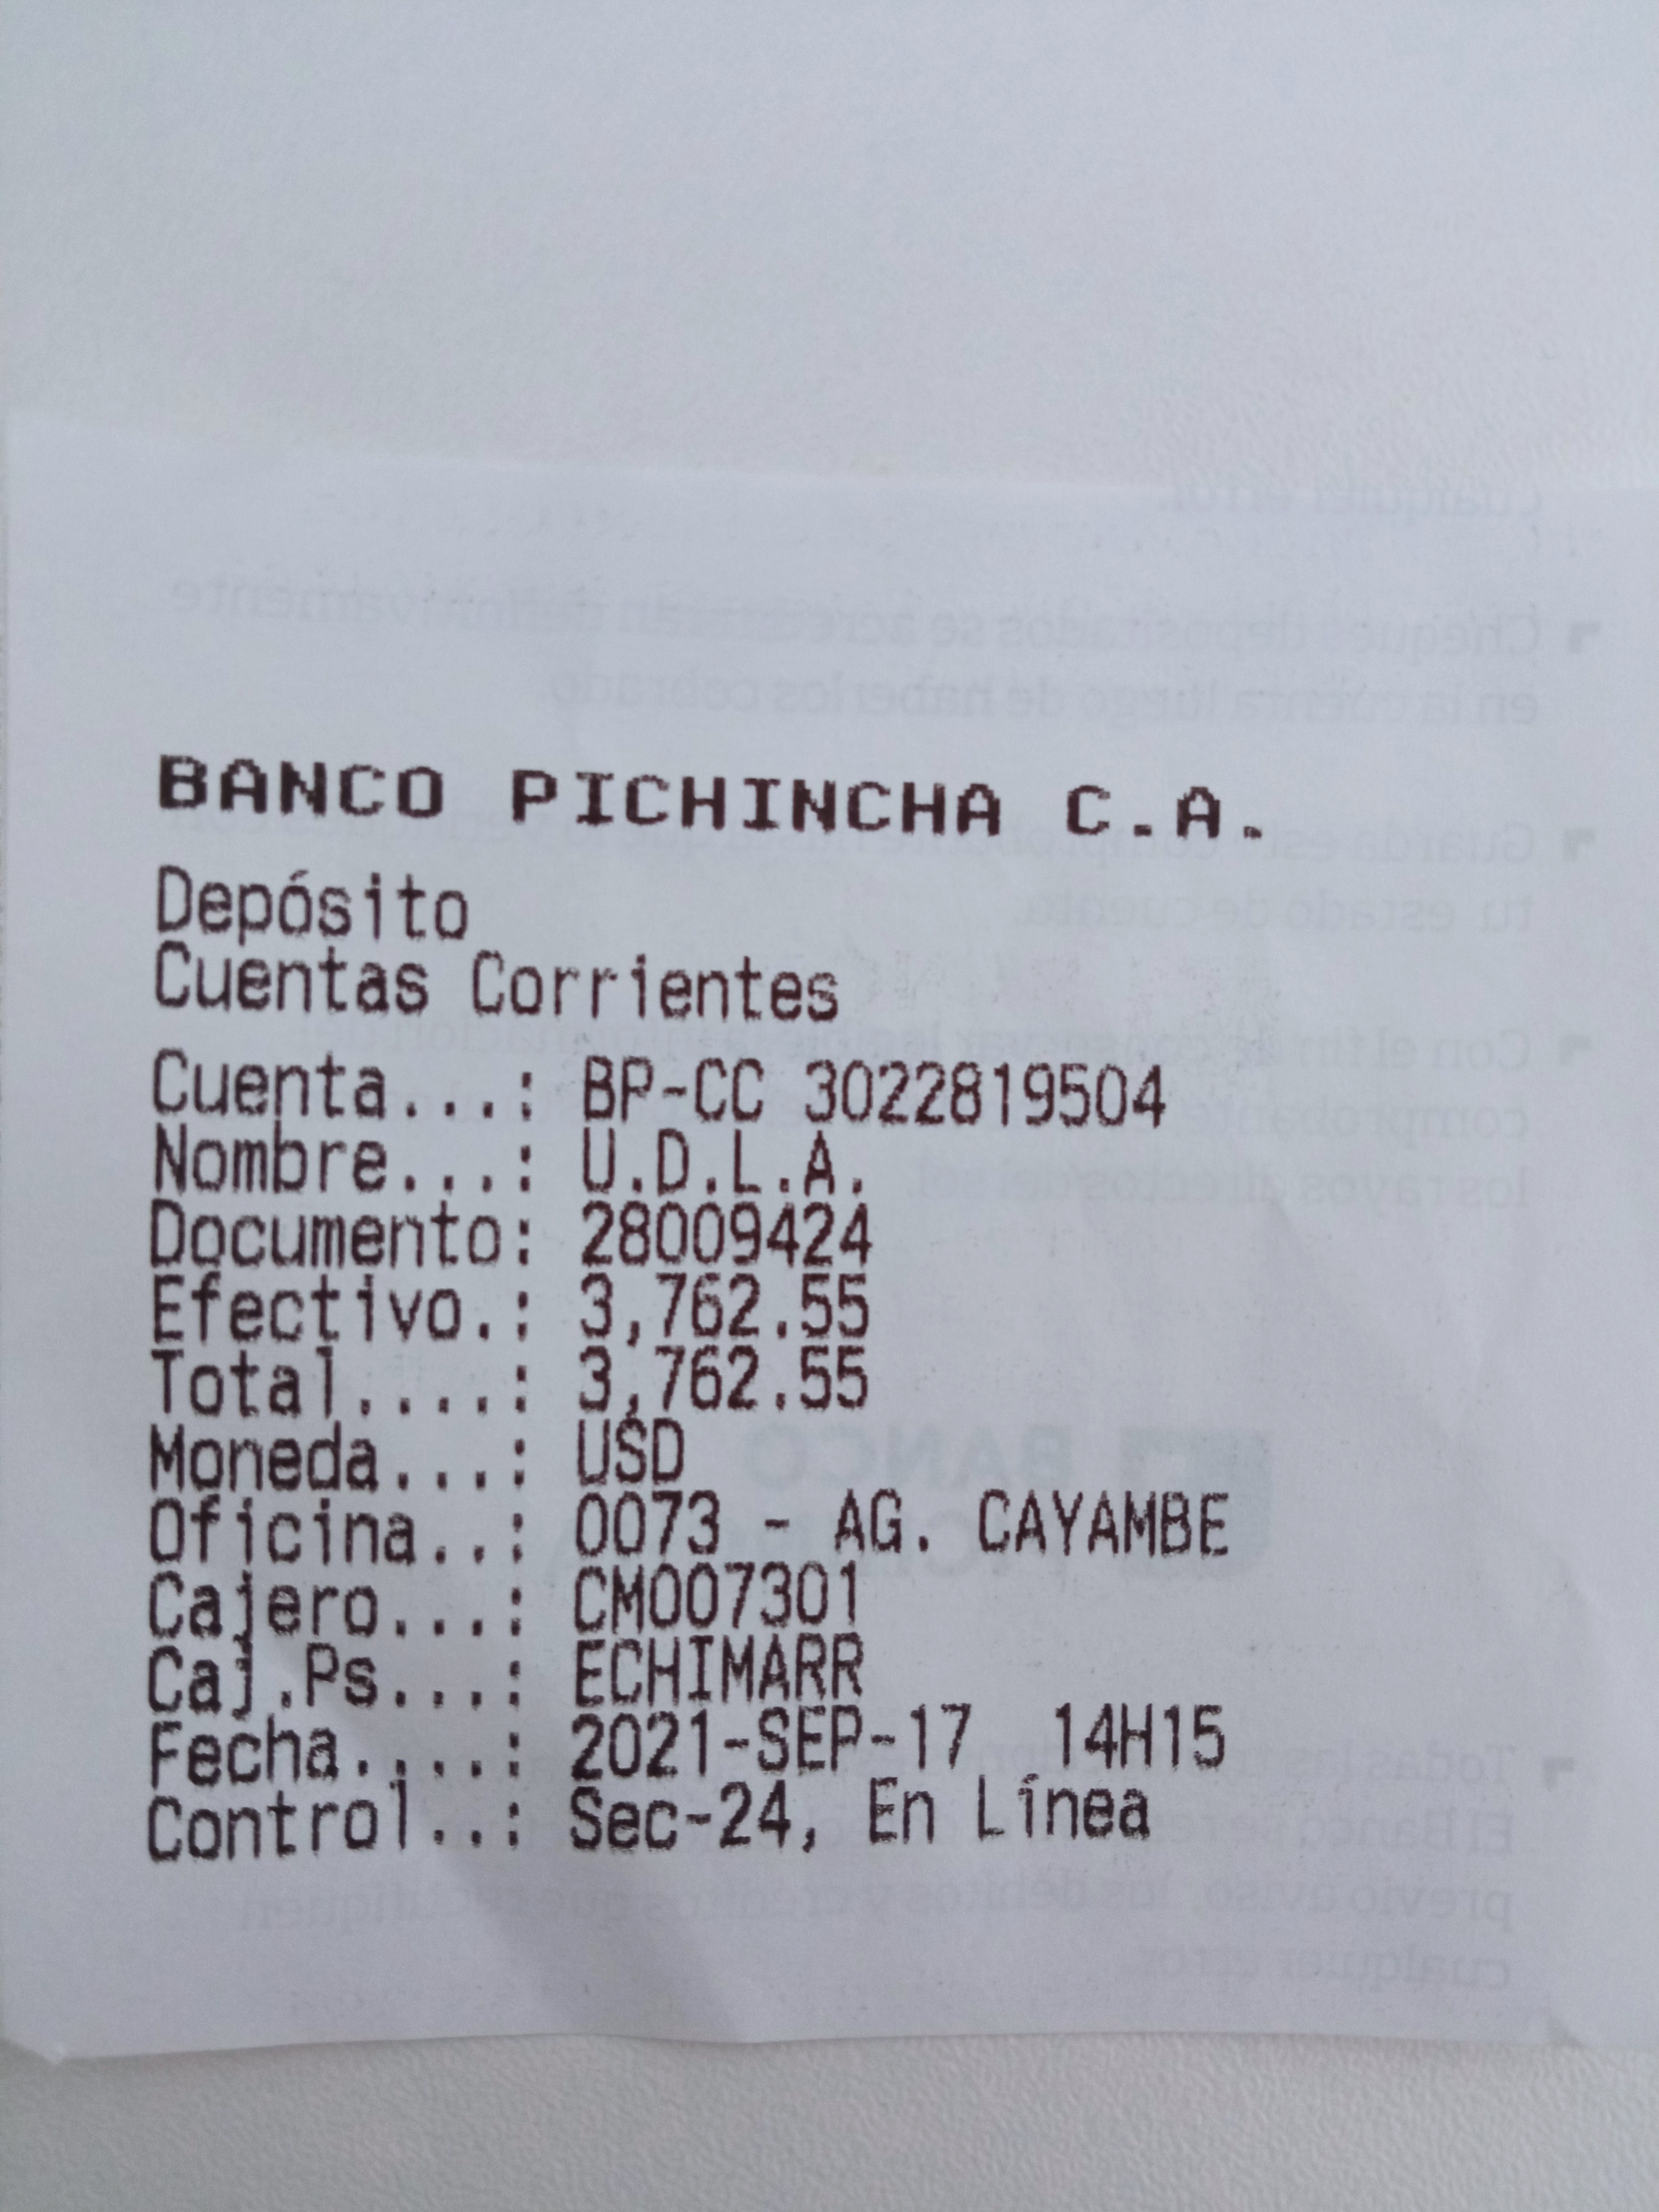 BANCO PICHINCHA C.A.
Depósito
Cuentas Corrientes
Cuenta...: BP-CC 3022819504
Nombre...: U.D.L.A.
Documento: 28009424
Efectivo.: 3,762.55
Total....: 3,762.55
Moneda...: USD
Oficina..: 0073 - AG. CAYAMBE
Cajero...: CM007301
Caj.Ps...: ECHIMARR
Fecha....: 2021-SEP-17  14H15
Control..: Sec-24, En Línea